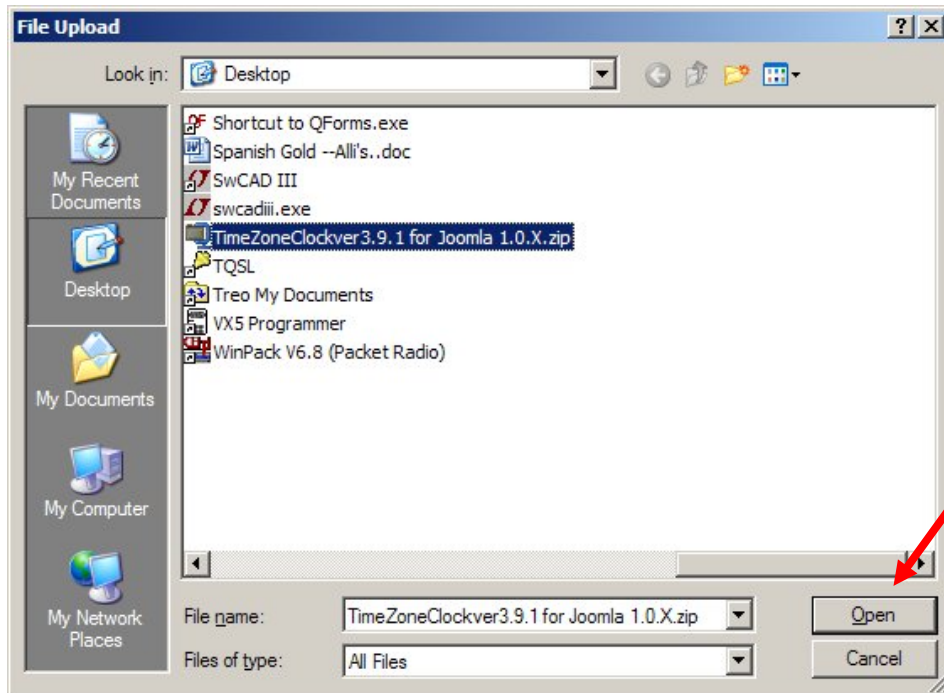 File Upload
Look in: Desktop
My Recent
Documents
Desktop
My Documents
My Computer
My Network
Places
Shortcut to QForms.exe
Spanish Gold --Alli's..doc
SwCAD III
swcadiii.exe
TimeZoneClockver3.9.1 for Joomla 1.0.X.zip
TQSL
Treo My Documents
VX5 Programmer
WinPack V6.8 (Packet Radio)
File name: TimeZoneClockver3.9.1 for Joomla 1.0.X.zip Open
Files of type: All Files Cancel